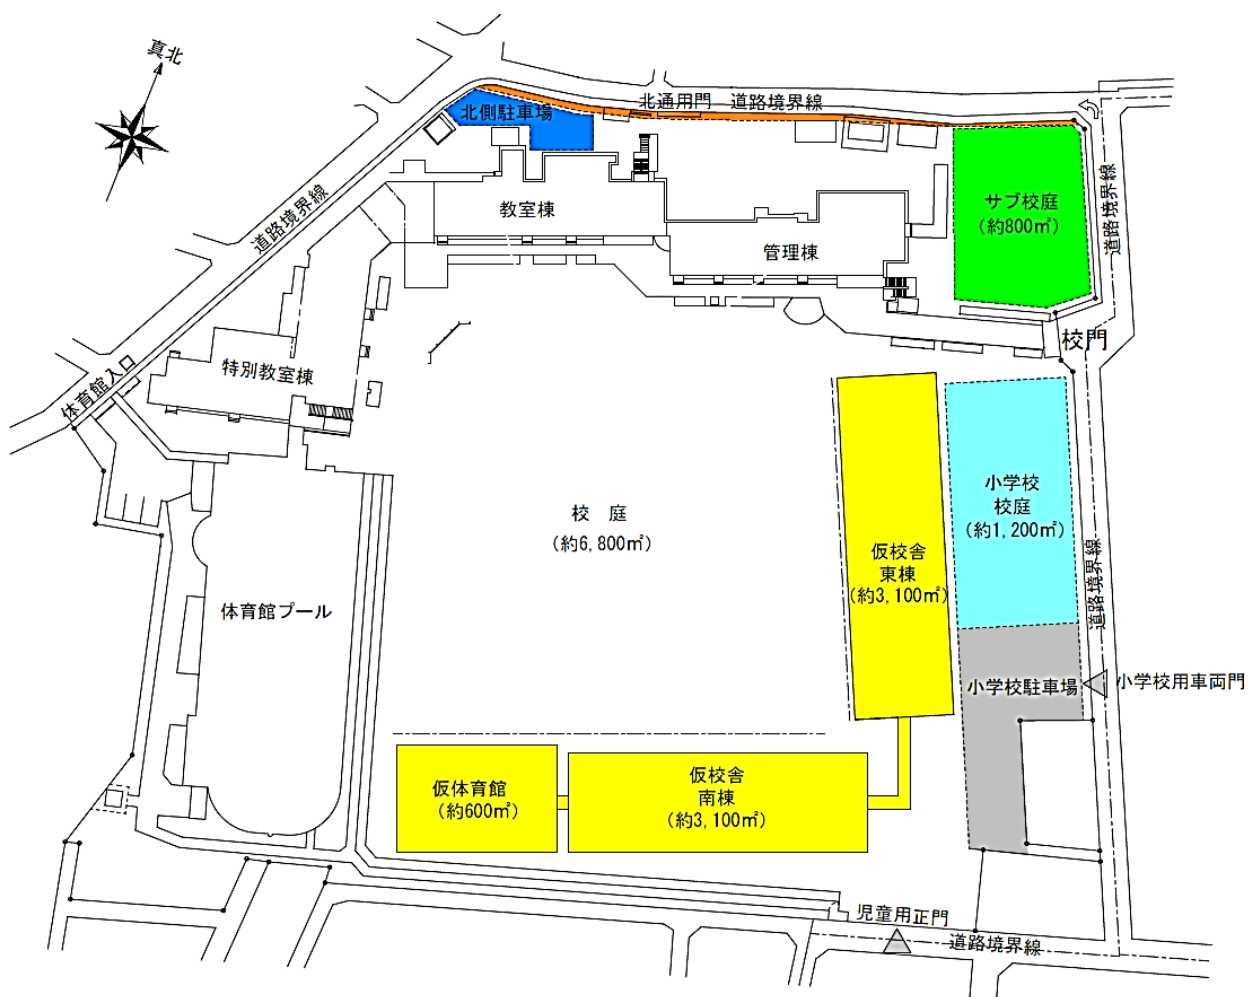 真北
北側駐車場
北通用門
道路境界線
サブ校庭
(約800㎡)
道路境界線
道路境界線
教室棟
管理棟
校門
特別教室棟
体育館入口
小学校
校庭
(約1,200㎡)
校 庭
(約6,800㎡)
仮校舎
東棟
(約3,100㎡)
道路境界線
体育館プール
小学校駐車場
小学校用車両門
仮体育館
(約600㎡)
仮校舎
南棟
(約3,100㎡)
児童用正門
道路境界線